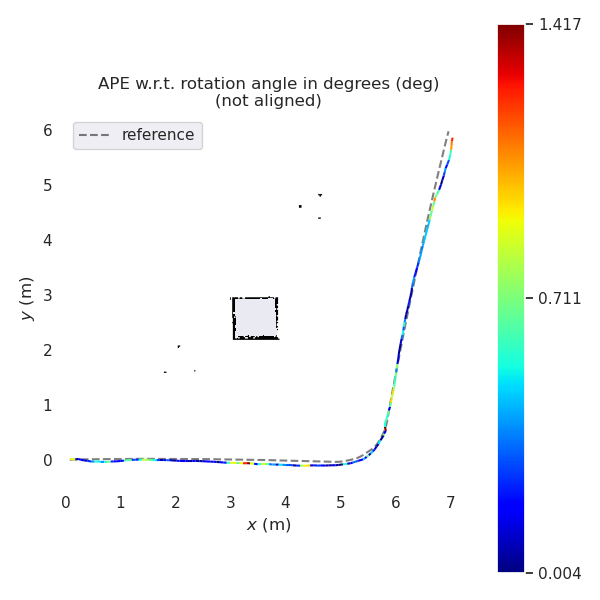 APE w.r.t. rotation angle in degrees (deg)
(not aligned)
reference
6
5
4
3
2
1
0
y (m)
0 1 2 3 4 5 6 7
x (m)
1.417
0.711
0.004